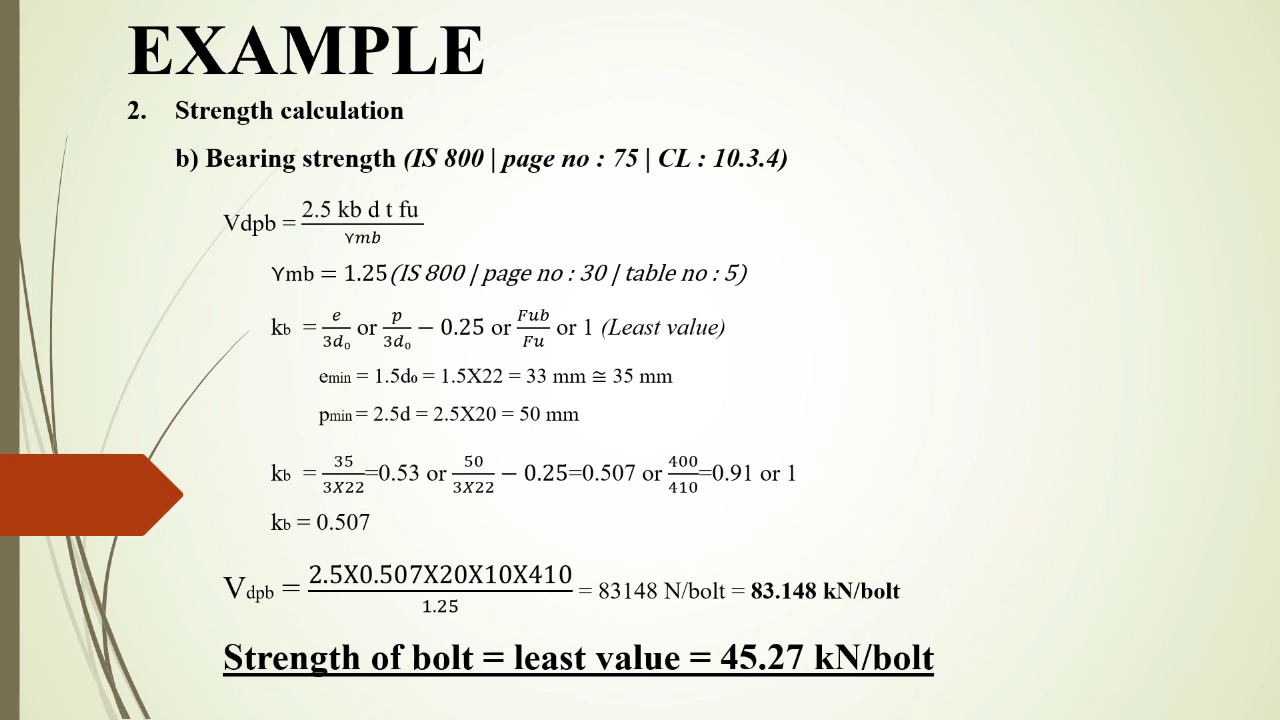 EXAMPLE
2. Strength calculation
b) Bearing strength (IS 800 | page no : 75 | CL : 10.3.4)
Vdpb = 2.5 kb d t fu / ɤmb
ɤmb = 1.25 (IS 800 | page no : 30 | table no : 5)
kb = e/3d₀ or p/3d₀ − 0.25 or Fub/Fu or 1 (Least value)
emin = 1.5d₀ = 1.5X22 = 33 mm ≅ 35 mm
pmin = 2.5d = 2.5X20 = 50 mm
kb = 35/3X22=0.53 or 50/3X22 − 0.25=0.507 or 400/410=0.91 or 1
kb = 0.507
Vdpb = 2.5X0.507X20X10X410 / 1.25 = 83148 N/bolt = 83.148 kN/bolt
Strength of bolt = least value = 45.27 kN/bolt